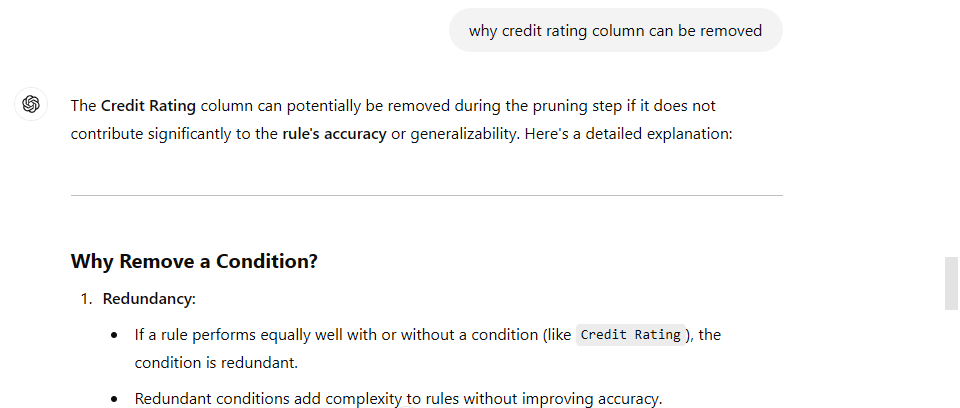 why credit rating column can be removed
The Credit Rating column can potentially be removed during the pruning step if it does not
contribute significantly to the rule's accuracy or generalizability. Here's a detailed explanation:
Why Remove a Condition?
1. Redundancy:
• If a rule performs equally well with or without a condition (like Credit Rating), the
condition is redundant.
• Redundant conditions add complexity to rules without improving accuracy.